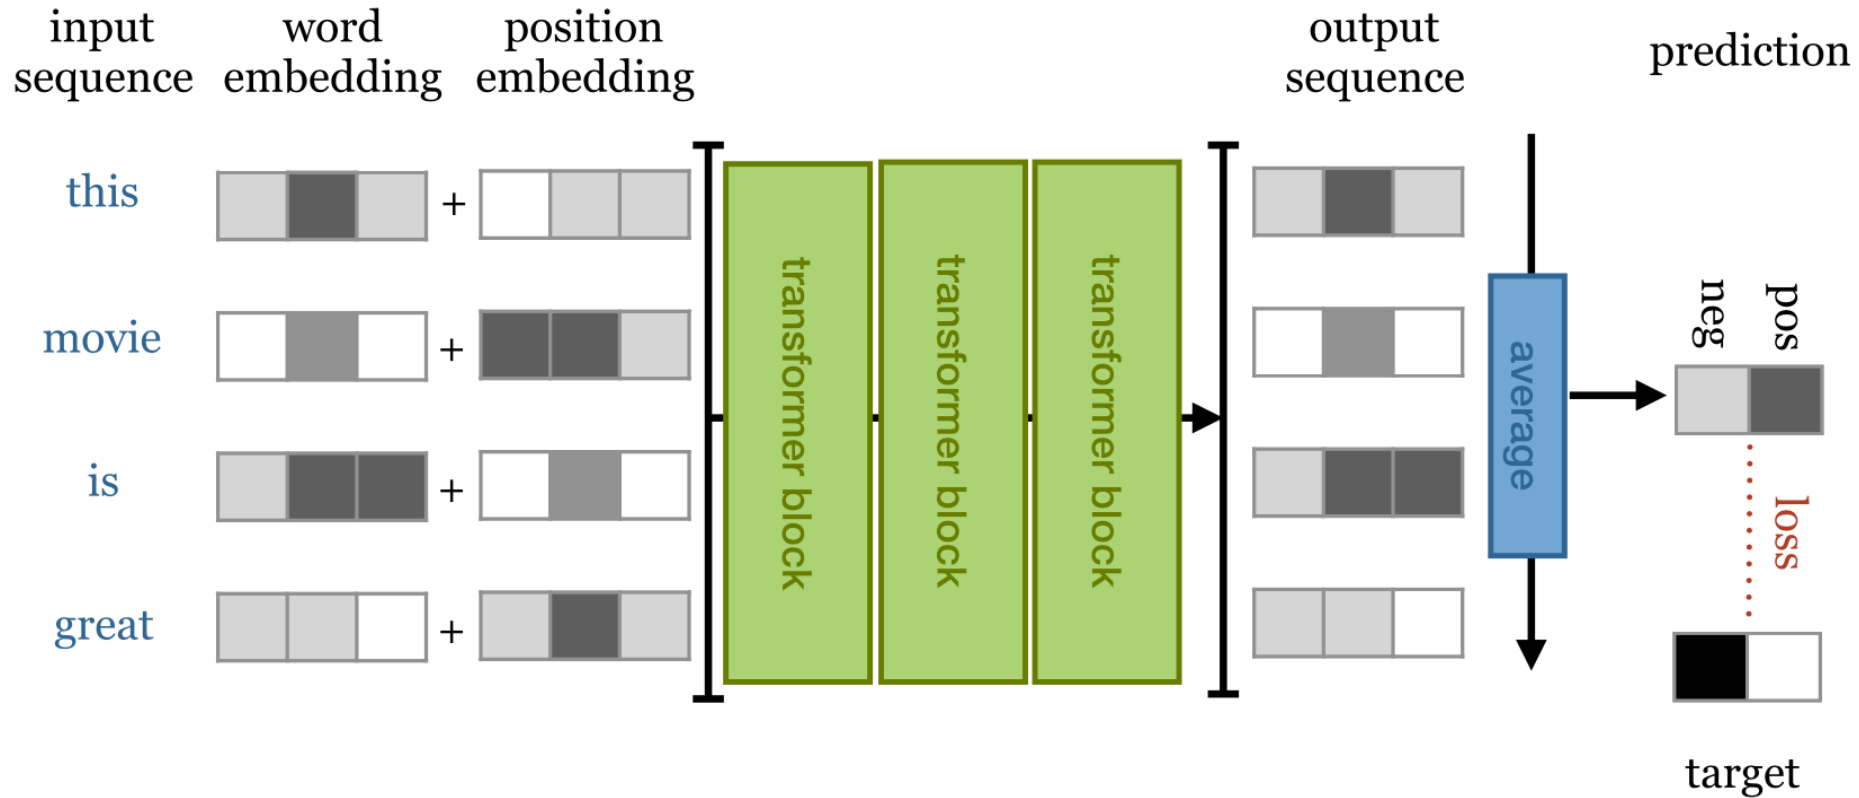 input
sequence
word
embedding
position
embedding
output
sequence
prediction
this
+
movie
+
is
+
great
+
transformer block
transformer block
transformer block
average
neg
pos
loss
target